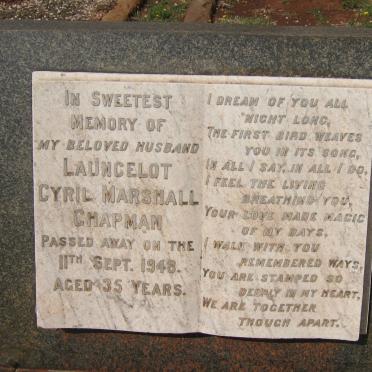 IN SWEETEST
MEMORY OF
MY BELOVED HUSBAND
LAUNCELOT
CYRIL MARSHALL
CHAPMAN
PASSED AWAY ON THE
11TH SEPT. 1948.
AGED 35 YEARS.
I DREAM OF YOU ALL
NIGHT LONG,
THE FIRST BIRD WEAVES
YOU IN ITS SONG,
IN ALL I SAY, IN ALL I DO,
I FEEL THE LIVING
BREATHING YOU,
YOUR LOVE MADE MAGIC
OF MY DAYS,
I WALK WITH YOU
REMEMBERED WAYS,
YOU ARE STAMPED SO
DEEPLY IN MY HEART,
WE ARE TOGETHER
THOUGH APART.